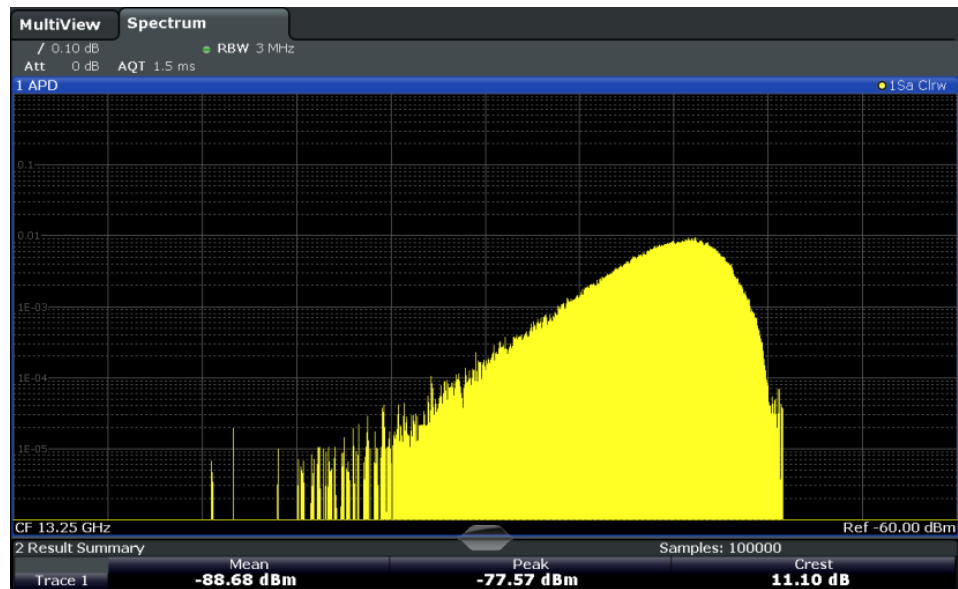 MultiView Spectrum
/ 0.10 dB RBW 3 MHz
Att 0 dB AQT 1.5 ms
1 APD 1Sa Clrw
0.1
0.01
1E-03
1E-04
1E-05
CF 13.25 GHz Ref -60.00 dBm
2 Result Summary Samples: 100000
Mean Peak Crest
Trace 1 -88.68 dBm -77.57 dBm 11.10 dB